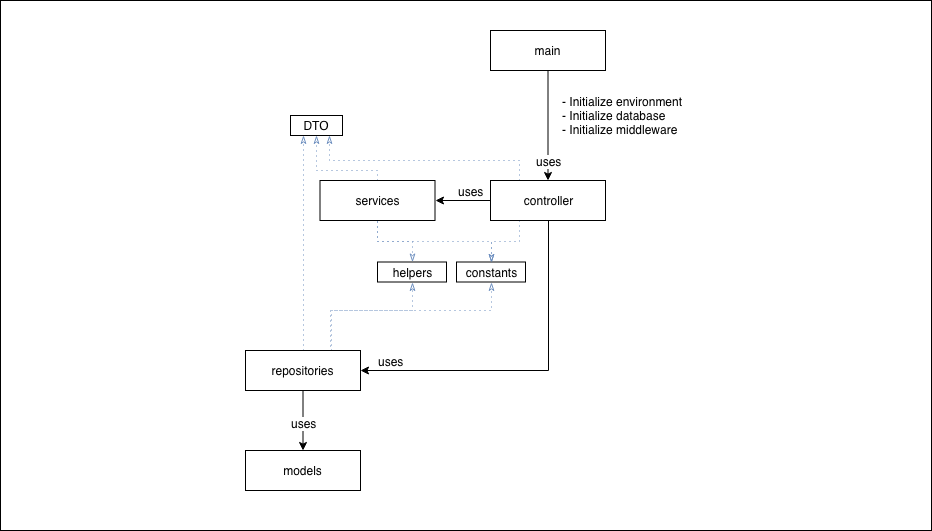 main
- Initialize environment
- Initialize database
- Initialize middleware
DTO
uses
services
uses
controller
helpers
constants
uses
repositories
uses
models